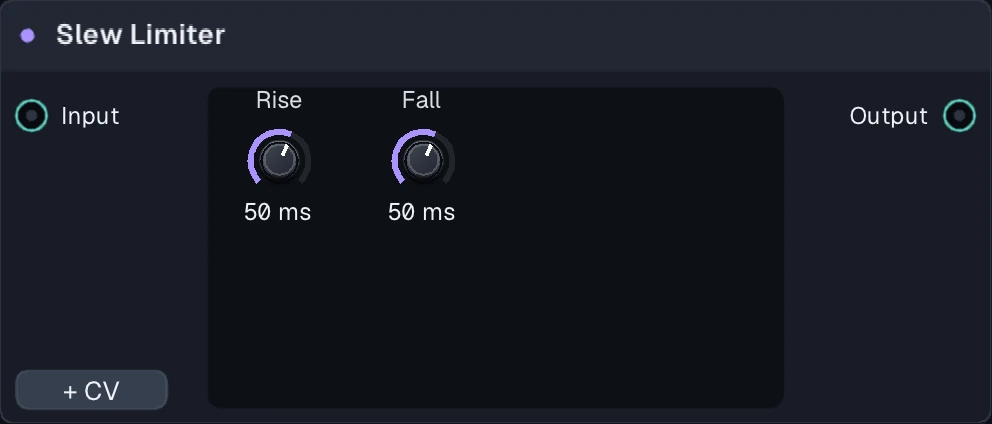 Slew Limiter
Input
Rise
Fall
Output
50 ms
50 ms
+ CV